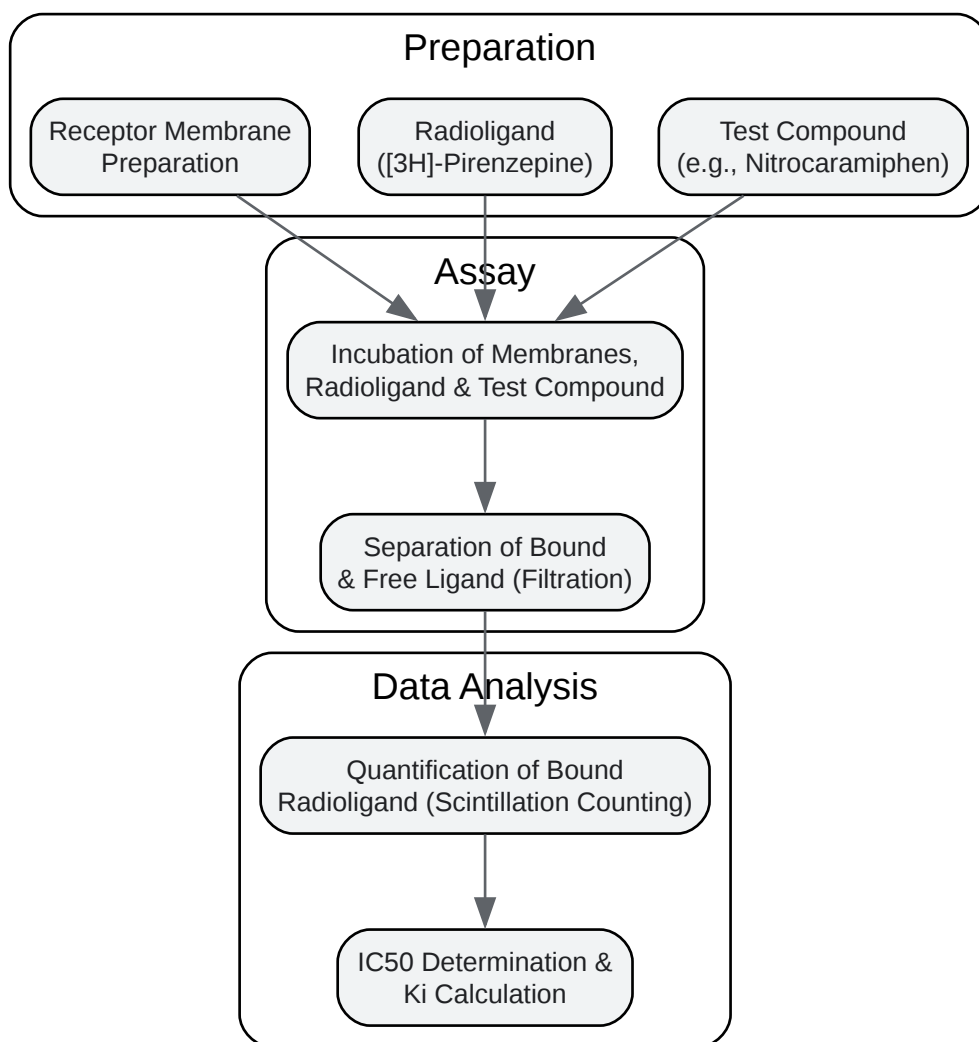 Preparation
Receptor Membrane
Preparation
Radioligand
([3H]-Pirenzepine)
Test Compound
(e.g., Nitrocaramiphen)
Assay
Incubation of Membranes,
Radioligand & Test Compound
Separation of Bound
& Free Ligand (Filtration)
Data Analysis
Quantification of Bound
Radioligand (Scintillation Counting)
IC50 Determination &
Ki Calculation